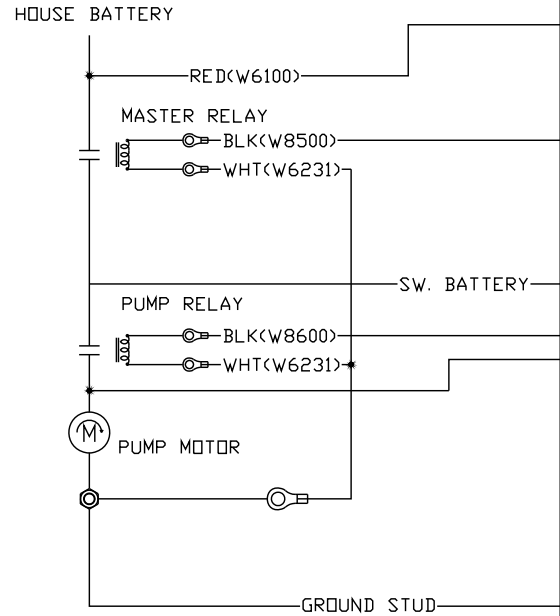 HOUSE BATTERY
RED(W6100)
MASTER RELAY
BLK(W8500)
WHT(W6231)
SW. BATTERY
PUMP RELAY
BLK(W8600)
WHT(W6231)
M
PUMP MOTOR
GROUND STUD